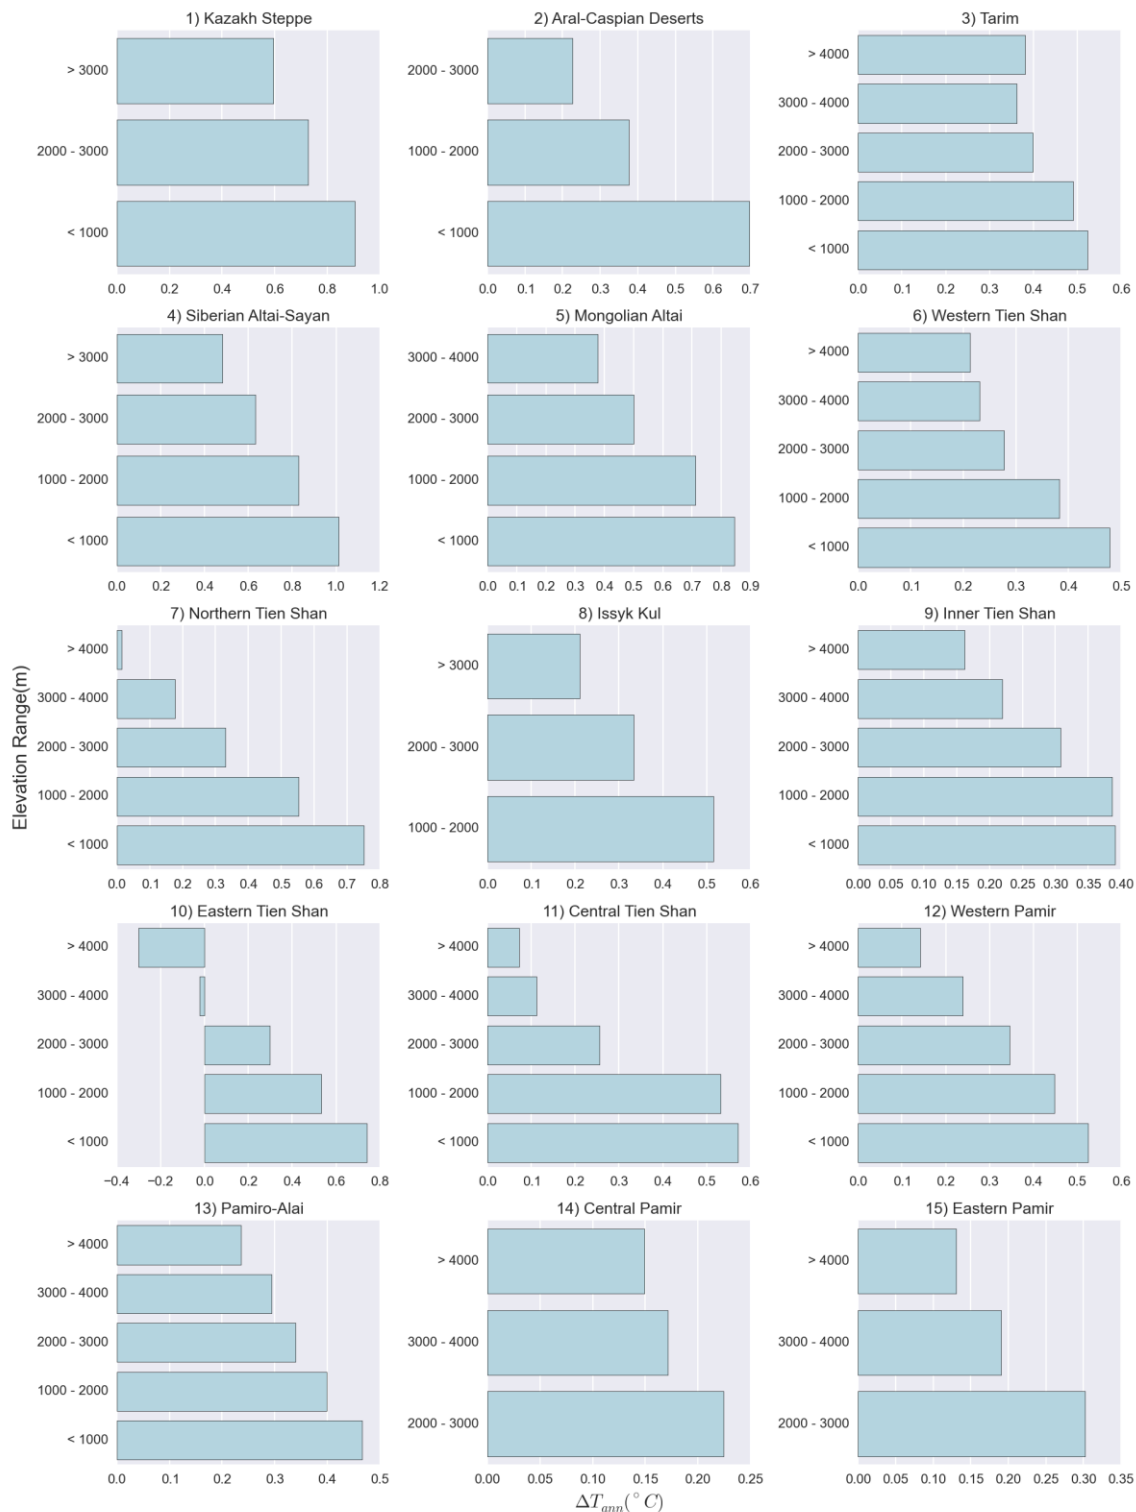 1) Kazakh Steppe
> 3000
2000 - 3000
< 1000
0.0 0.2 0.4 0.6 0.8 1.0
2) Aral-Caspian Deserts
2000 - 3000
1000 - 2000
< 1000
0.0 0.1 0.2 0.3 0.4 0.5 0.6 0.7
3) Tarim
> 4000
3000 - 4000
2000 - 3000
1000 - 2000
< 1000
0.0 0.1 0.2 0.3 0.4 0.5 0.6
4) Siberian Altai-Sayan
> 3000
2000 - 3000
1000 - 2000
< 1000
0.0 0.2 0.4 0.6 0.8 1.0 1.2
5) Mongolian Altai
3000 - 4000
2000 - 3000
1000 - 2000
< 1000
0.0 0.1 0.2 0.3 0.4 0.5 0.6 0.7 0.8 0.9
6) Western Tien Shan
> 4000
3000 - 4000
2000 - 3000
1000 - 2000
< 1000
0.0 0.1 0.2 0.3 0.4 0.5
Elevation Range(m)
7) Northern Tien Shan
> 4000
3000 - 4000
2000 - 3000
1000 - 2000
< 1000
0.0 0.1 0.2 0.3 0.4 0.5 0.6 0.7 0.8
8) Issyk Kul
> 3000
2000 - 3000
1000 - 2000
0.0 0.1 0.2 0.3 0.4 0.5 0.6
9) Inner Tien Shan
> 4000
3000 - 4000
2000 - 3000
1000 - 2000
< 1000
0.00 0.05 0.10 0.15 0.20 0.25 0.30 0.35 0.40
10) Eastern Tien Shan
> 4000
3000 - 4000
2000 - 3000
1000 - 2000
< 1000
−0.4 −0.2 0.0 0.2 0.4 0.6 0.8
11) Central Tien Shan
> 4000
3000 - 4000
2000 - 3000
1000 - 2000
< 1000
0.0 0.1 0.2 0.3 0.4 0.5 0.6
12) Western Pamir
> 4000
3000 - 4000
2000 - 3000
1000 - 2000
< 1000
0.0 0.1 0.2 0.3 0.4 0.5 0.6
13) Pamiro-Alai
> 4000
3000 - 4000
2000 - 3000
1000 - 2000
< 1000
0.0 0.1 0.2 0.3 0.4 0.5
14) Central Pamir
> 4000
3000 - 4000
2000 - 3000
0.00 0.05 0.10 0.15 0.20 0.25
15) Eastern Pamir
> 4000
3000 - 4000
2000 - 3000
0.00 0.05 0.10 0.15 0.20 0.25 0.30 0.35
ΔT_ann(°C)